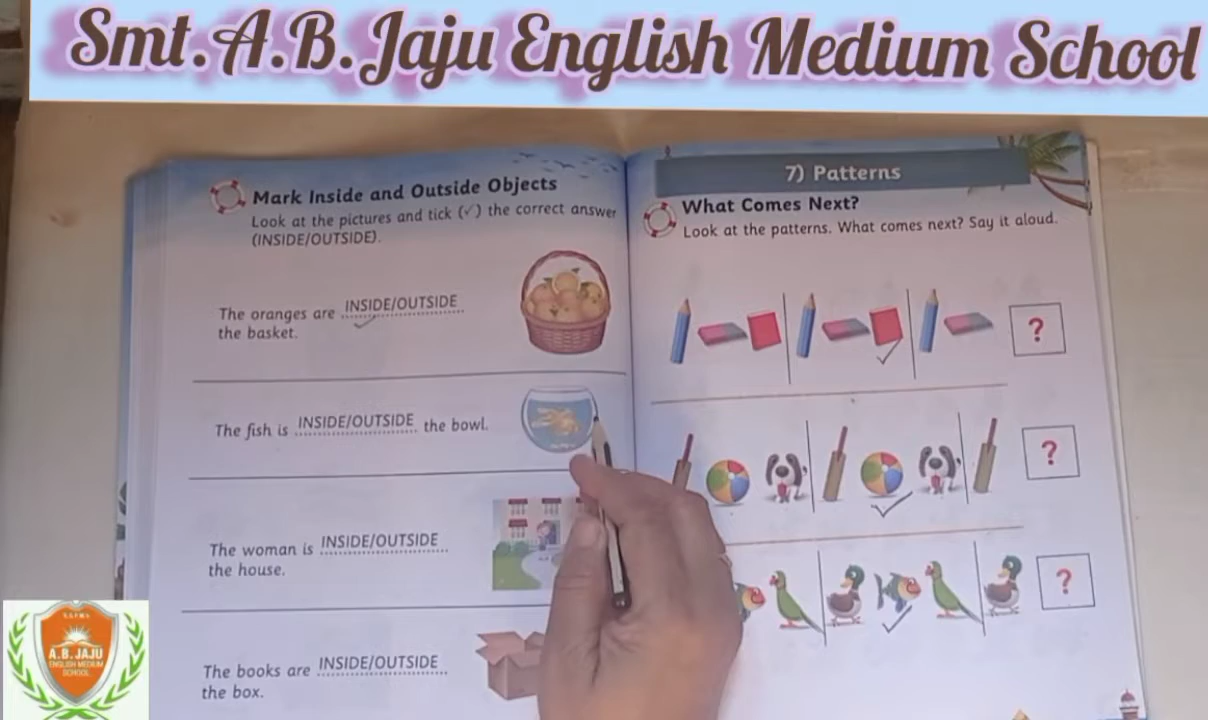 Smt.A.B.Jaju English Medium School
Mark Inside and Outside Objects
Look at the pictures and tick (✓) the correct answer
(INSIDE/OUTSIDE).
The oranges are INSIDE/OUTSIDE
the basket.
The fish is INSIDE/OUTSIDE the bowl.
The woman is INSIDE/OUTSIDE
the house.
The books are INSIDE/OUTSIDE
the box.
7) Patterns
What Comes Next?
Look at the patterns. What comes next? Say it aloud.
?
?
?
A.B. JAJU
ENGLISH MEDIUM
SCHOOL